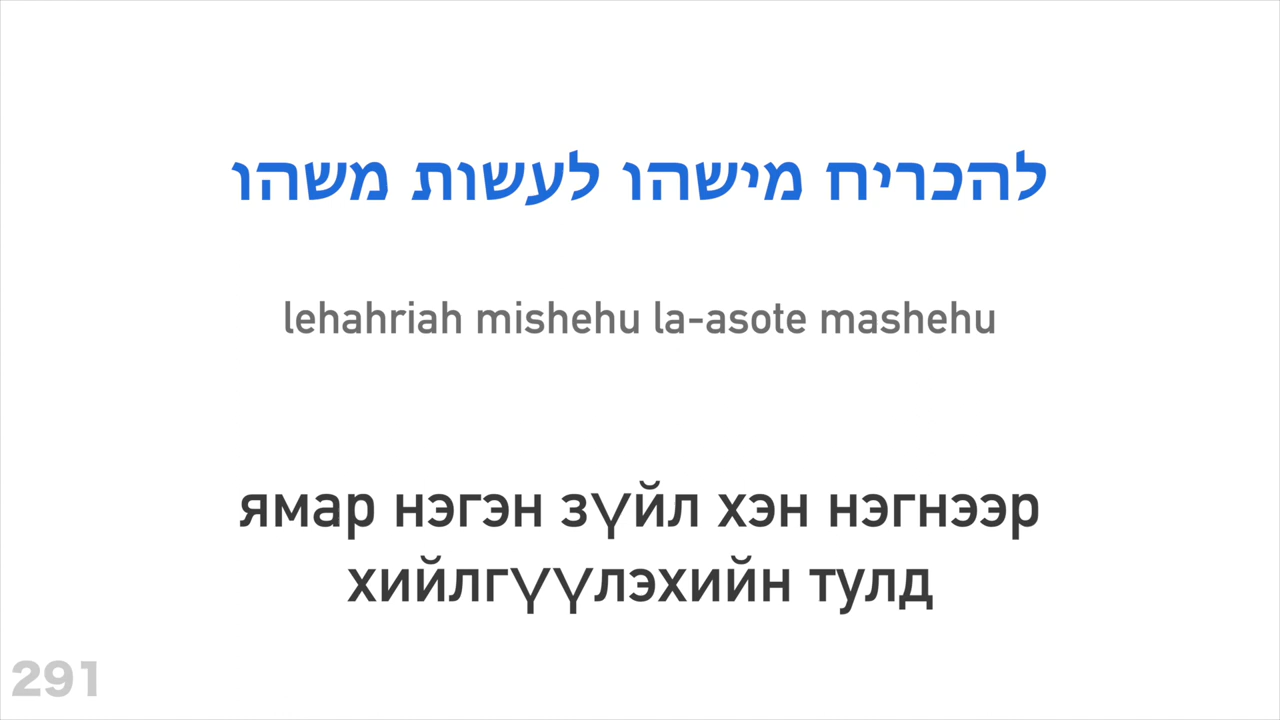 להכריח מישהו לעשות משהו
lehahriah mishehu la-asote mashehu
ямар нэгэн зүйл хэн нэгнээр
хийлгүүлэхийн тулд
291